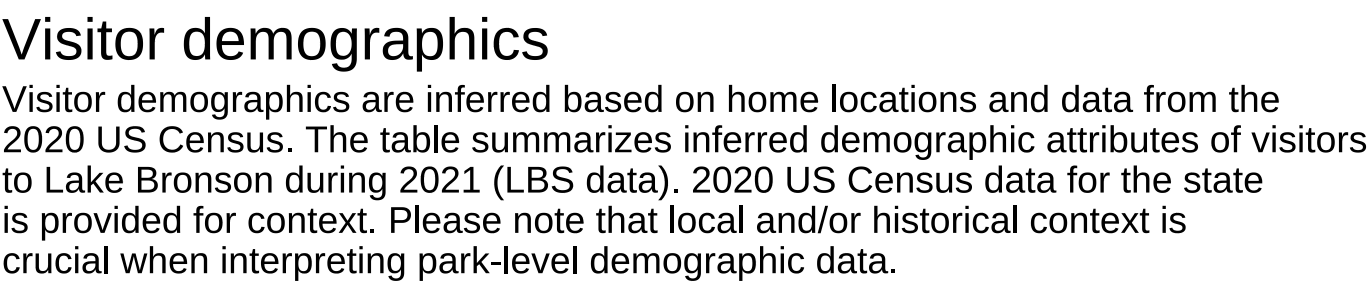 Visitor demographics
Visitor demographics are inferred based on home locations and data from the
2020 US Census. The table summarizes inferred demographic attributes of visitors
to Lake Bronson during 2021 (LBS data). 2020 US Census data for the state
is provided for context. Please note that local and/or historical context is
crucial when interpreting park-level demographic data.